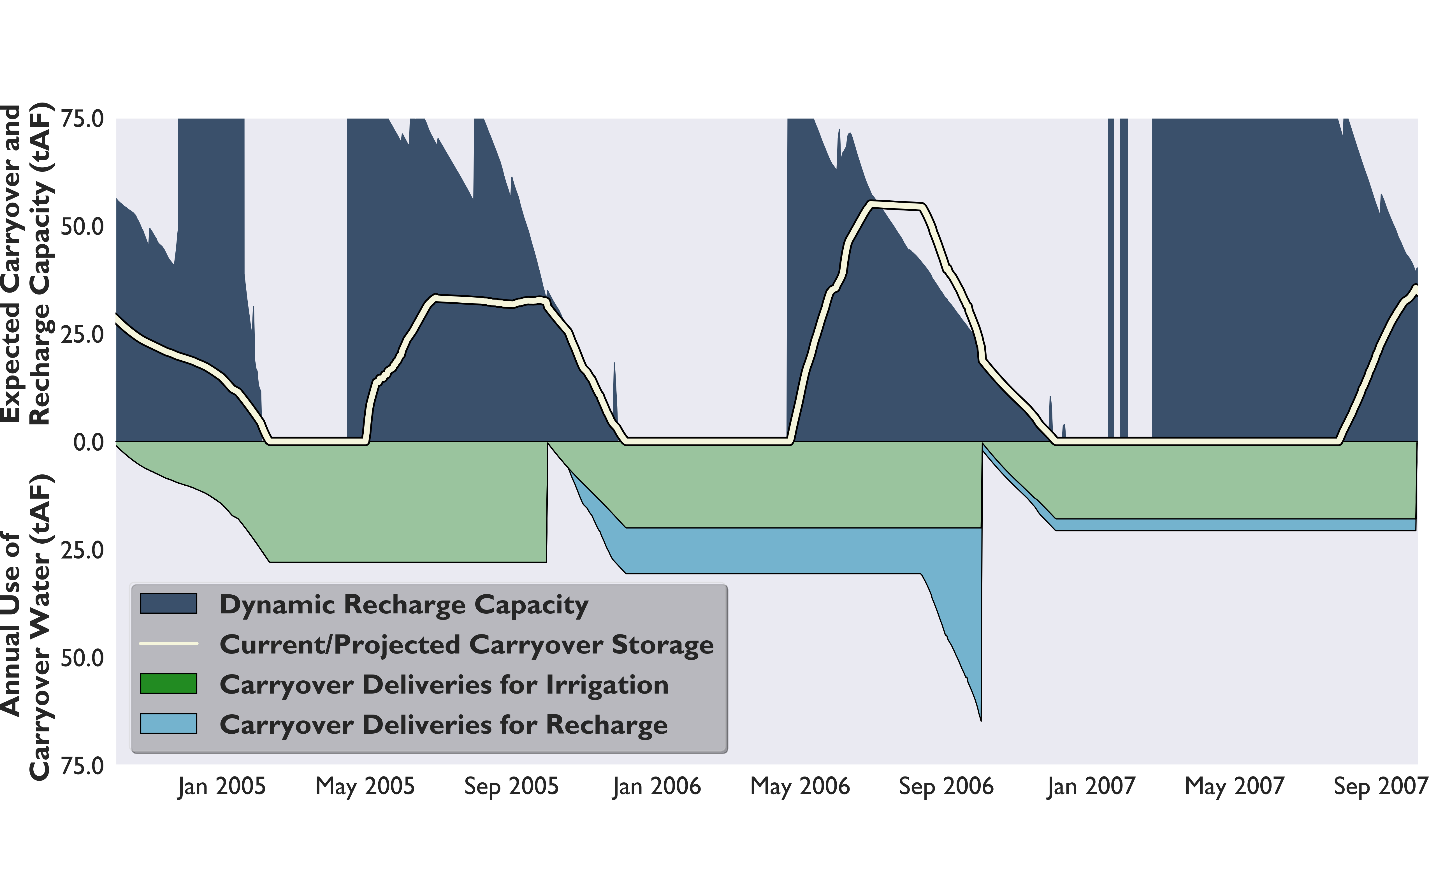 Expected Carryover and
Recharge Capacity (tAF)
75.0
50.0
25.0
0.0
Annual Use of
Carryover Water (tAF)
25.0
50.0
75.0
Dynamic Recharge Capacity
Current/Projected Carryover Storage
Carryover Deliveries for Irrigation
Carryover Deliveries for Recharge
Jan 2005 May 2005 Sep 2005 Jan 2006 May 2006 Sep 2006 Jan 2007 May 2007 Sep 2007